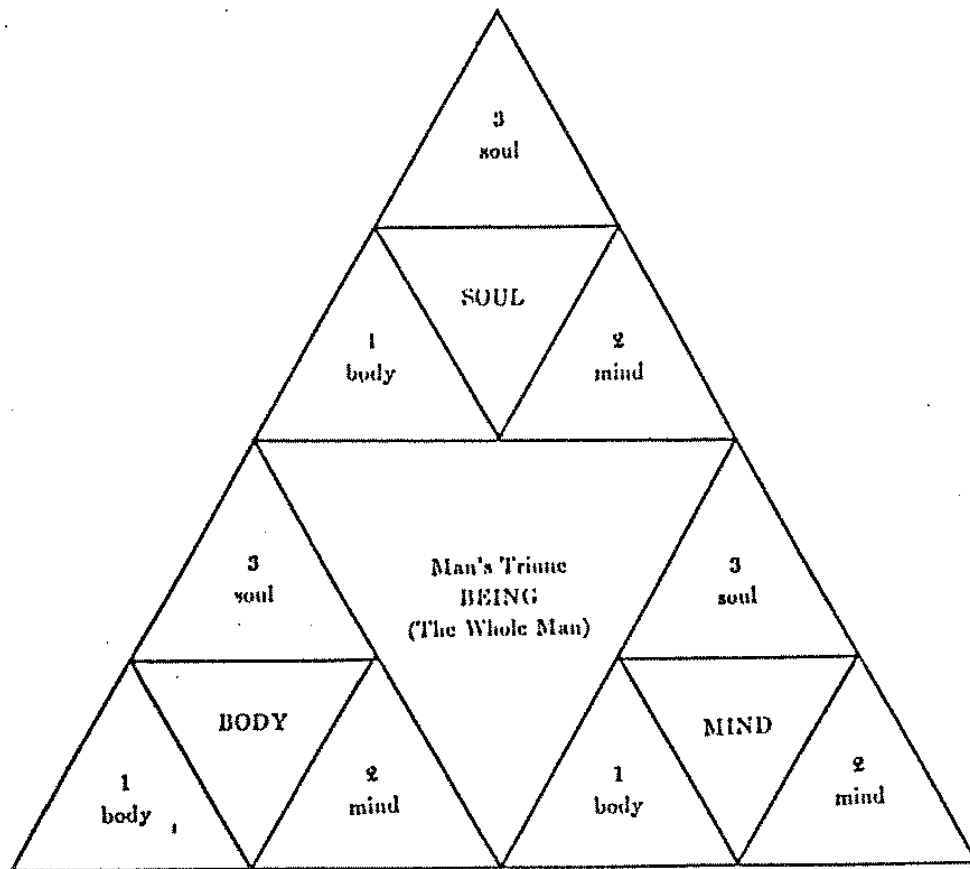 3
soul
SOUL
1
body
2
mind
Man's Triune
BEING
(The Whole Man)
3
soul
3
soul
BODY
MIND
1
body
2
mind
1
body
2
mind